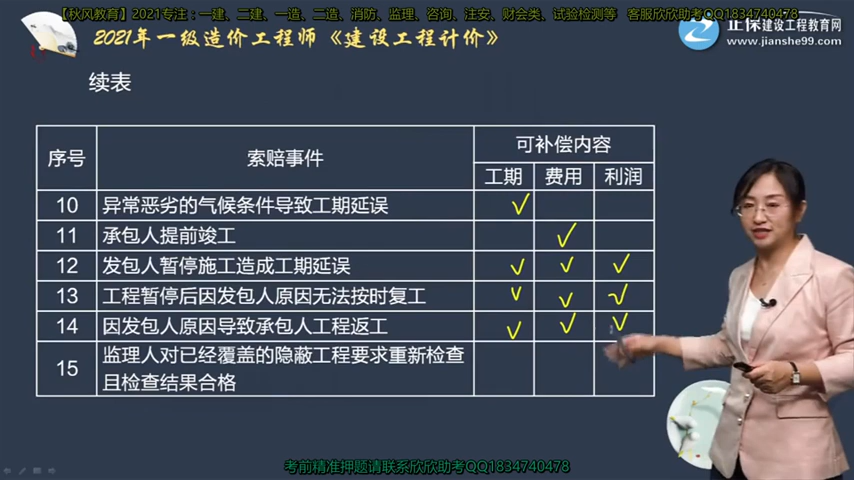 【秋风教育】2021专注：一建、二建、一造、二造、消防、监理、咨询、注安、财会类、试验检测等 客服欣欣助考QQ1834740478
2021年一级造价工程师《建设工程计价》
正保建设工程教育网
www.jianshe99.com
续表
序号 索赔事件 可补偿内容
工期 费用 利润
10 异常恶劣的气候条件导致工期延误 ✓
11 承包人提前竣工 ✓
12 发包人暂停施工造成工期延误 ✓ ✓ ✓
13 工程暂停后因发包人原因无法按时复工 ✓ ✓ ✓
14 因发包人原因导致承包人工程返工 ✓ ✓ ✓
15 监理人对已经覆盖的隐蔽工程要求重新检查
且检查结果合格
考前精准押题请联系欣欣助考QQ1834740478